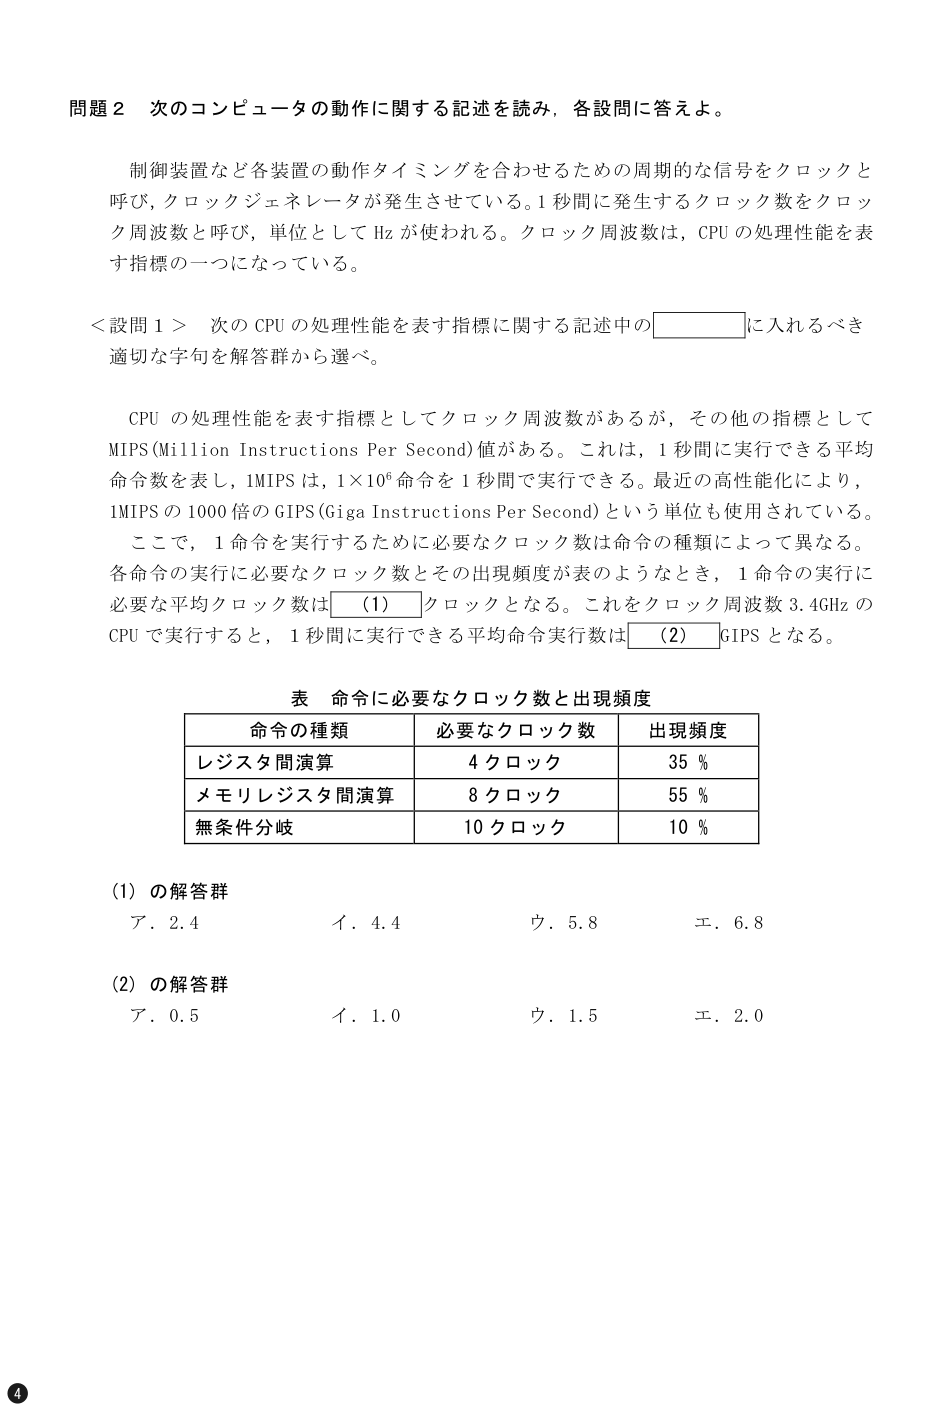 問題２　次のコンピュータの動作に関する記述を読み，各設問に答えよ。
制御装置など各装置の動作タイミングを合わせるための周期的な信号をクロックと
呼び，クロックジェネレータが発生させている。1 秒間に発生するクロック数をクロッ
ク周波数と呼び，単位として Hz が使われる。クロック周波数は，CPU の処理性能を表
す指標の一つになっている。
＜設問１＞　次の CPU の処理性能を表す指標に関する記述中の　　　　に入れるべき
適切な字句を解答群から選べ。
CPU の処理性能を表す指標としてクロック周波数があるが，その他の指標として
MIPS(Million Instructions Per Second)値がある。これは，1 秒間に実行できる平均
命令数を表し，1MIPS は，1×10⁶ 命令を 1 秒間で実行できる。最近の高性能化により，
1MIPS の 1000 倍の GIPS(Giga Instructions Per Second)という単位も使用されている。
ここで，１命令を実行するために必要なクロック数は命令の種類によって異なる。
各命令の実行に必要なクロック数とその出現頻度が表のようなとき，１命令の実行に
必要な平均クロック数は （1） クロックとなる。これをクロック周波数 3.4GHz の
CPU で実行すると，１秒間に実行できる平均命令実行数は （2） GIPS となる。
表　命令に必要なクロック数と出現頻度
命令の種類　必要なクロック数　出現頻度
レジスタ間演算　4 クロック　35 %
メモリレジスタ間演算　8 クロック　55 %
無条件分岐　10 クロック　10 %
（1）の解答群
ア．2.4　イ．4.4　ウ．5.8　エ．6.8
（2）の解答群
ア．0.5　イ．1.0　ウ．1.5　エ．2.0
4